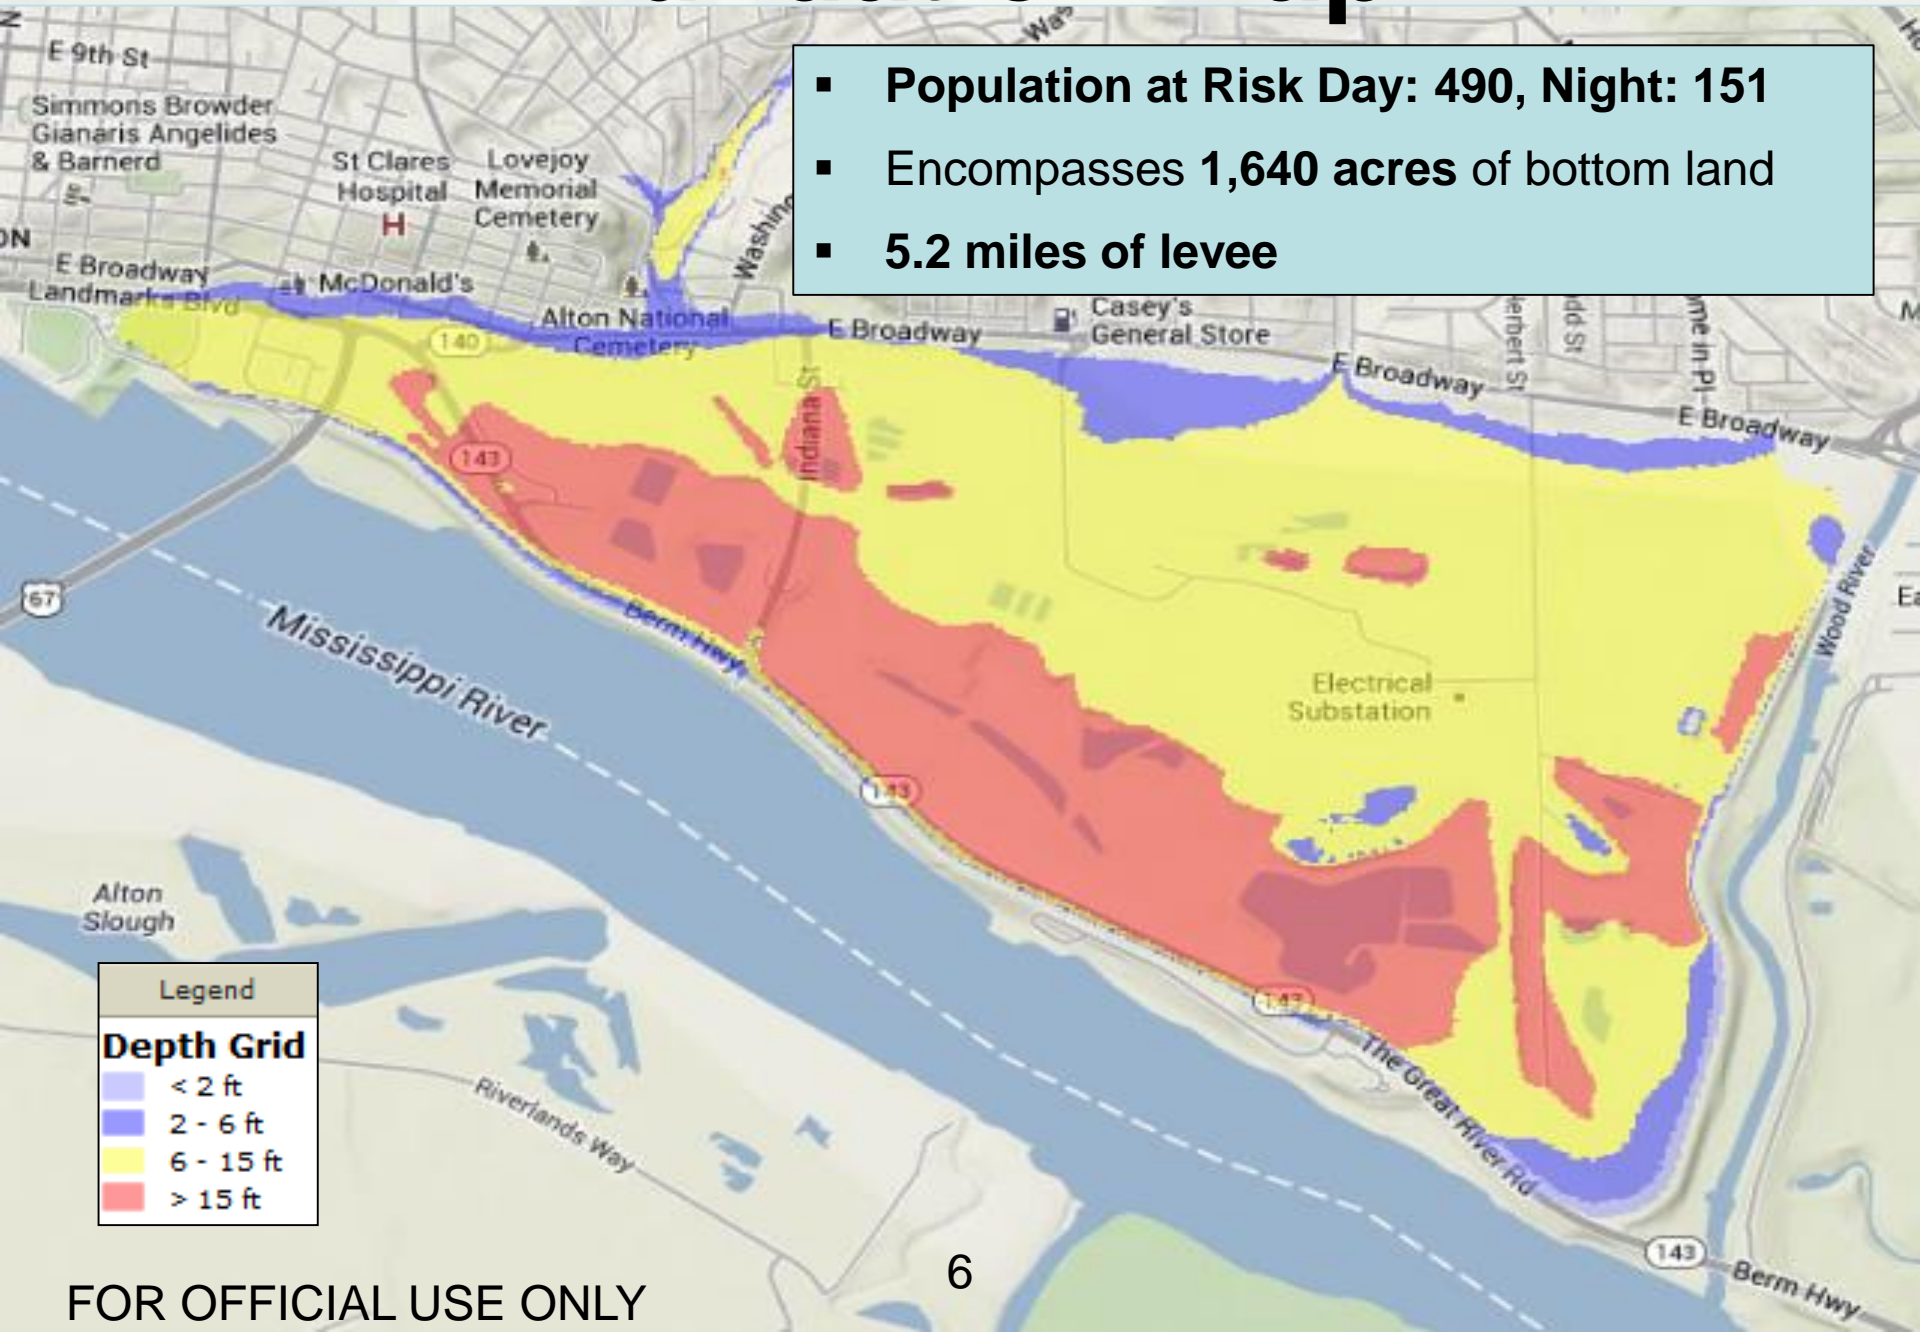 E 9th St
Simmons Browder
Gianaris Angelides
& Barnerd
St Clares
Hospital
H
Lovejoy
Memorial
Cemetery
▪ Population at Risk Day: 490, Night: 151
▪ Encompasses 1,640 acres of bottom land
▪ 5.2 miles of levee
E Broadway
Landmarks Blvd
McDonald's
Alton National
Cemetery
140
E Broadway
Casey's
General Store
E Broadway
E Broadway
143
Indiana St
67
Mississippi River
Berm Hwy
Wood River
Electrical
Substation
143
Alton
Slough
143
The Great River Rd
Riverlands Way
143
Berm Hwy
Legend
Depth Grid
< 2 ft
2 - 6 ft
6 - 15 ft
> 15 ft
6
FOR OFFICIAL USE ONLY